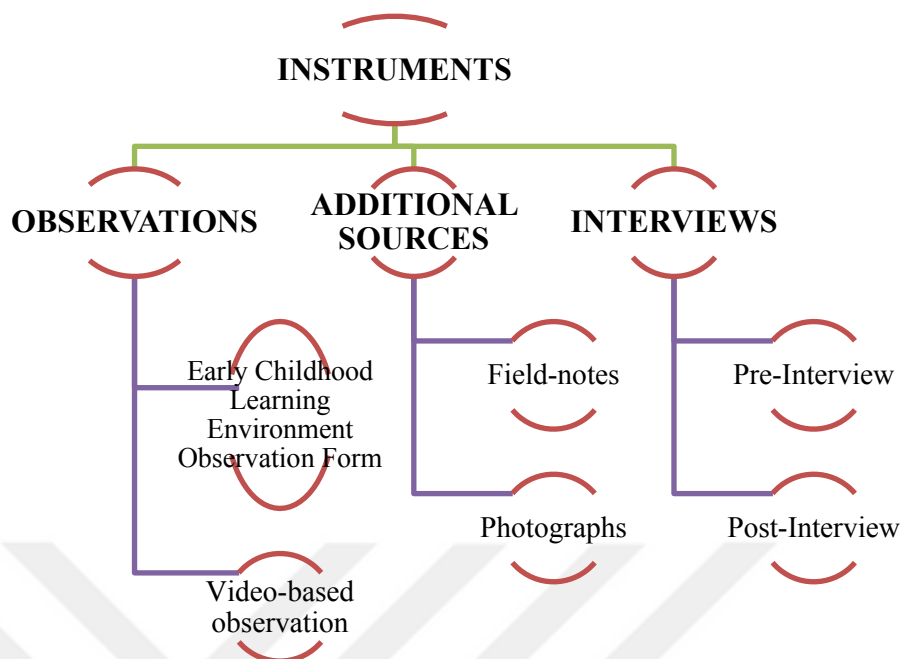 INSTRUMENTS
OBSERVATIONS
ADDITIONAL
SOURCES
INTERVIEWS
Early Childhood
Learning
Environment
Observation Form
Video-based
observation
Field-notes
Photographs
Pre-Interview
Post-Interview